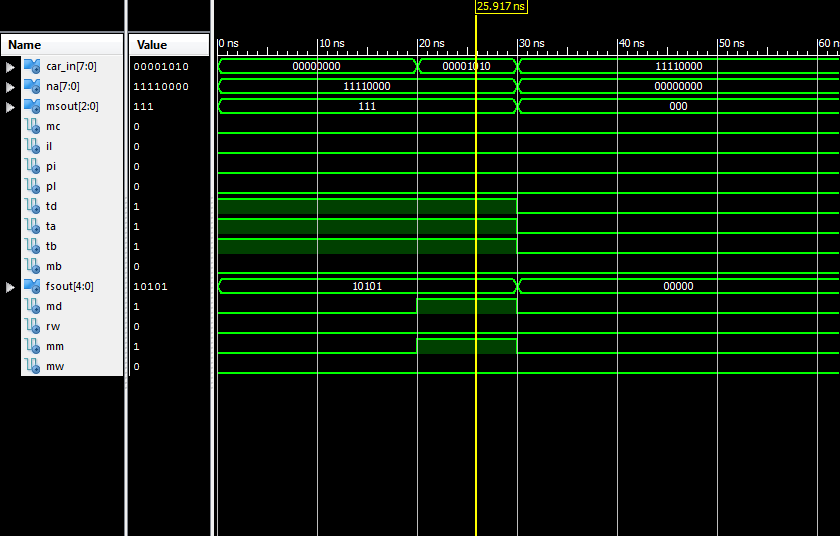 25.917 ns
Name Value 0 ns 10 ns 20 ns 30 ns 40 ns 50 ns 60 n
car_in[7:0] 00001010 00000000 00001010 11110000
na[7:0] 11110000 11110000 00000000
msout[2:0] 111 111 000
mc 0
il 0
pi 0
pl 0
td 1
ta 1
tb 1
mb 0
fsout[4:0] 10101 10101 00000
md 1
rw 0
mm 1
mw 0